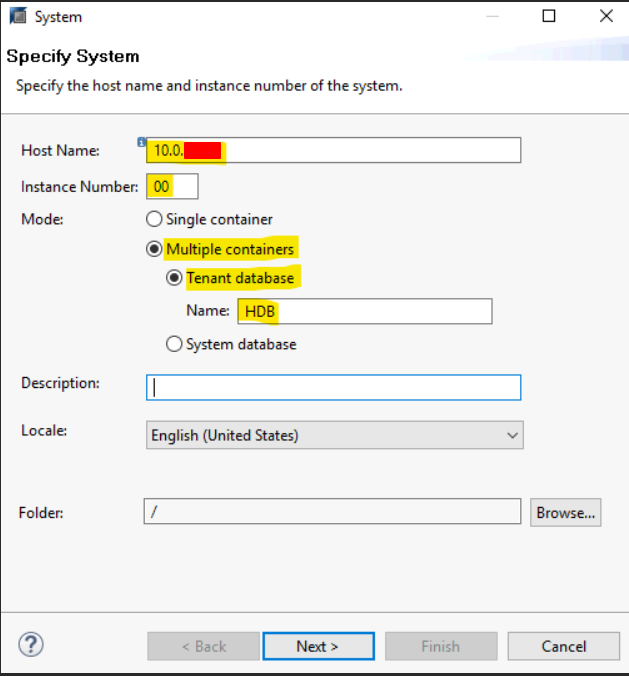 System
Specify System
Specify the host name and instance number of the system.
Host Name: 10.0.
Instance Number: 00
Mode: Single container
Multiple containers
Tenant database
Name: HDB
System database
Description:
Locale: English (United States)
Folder: /
Browse...
? < Back Next > Finish Cancel